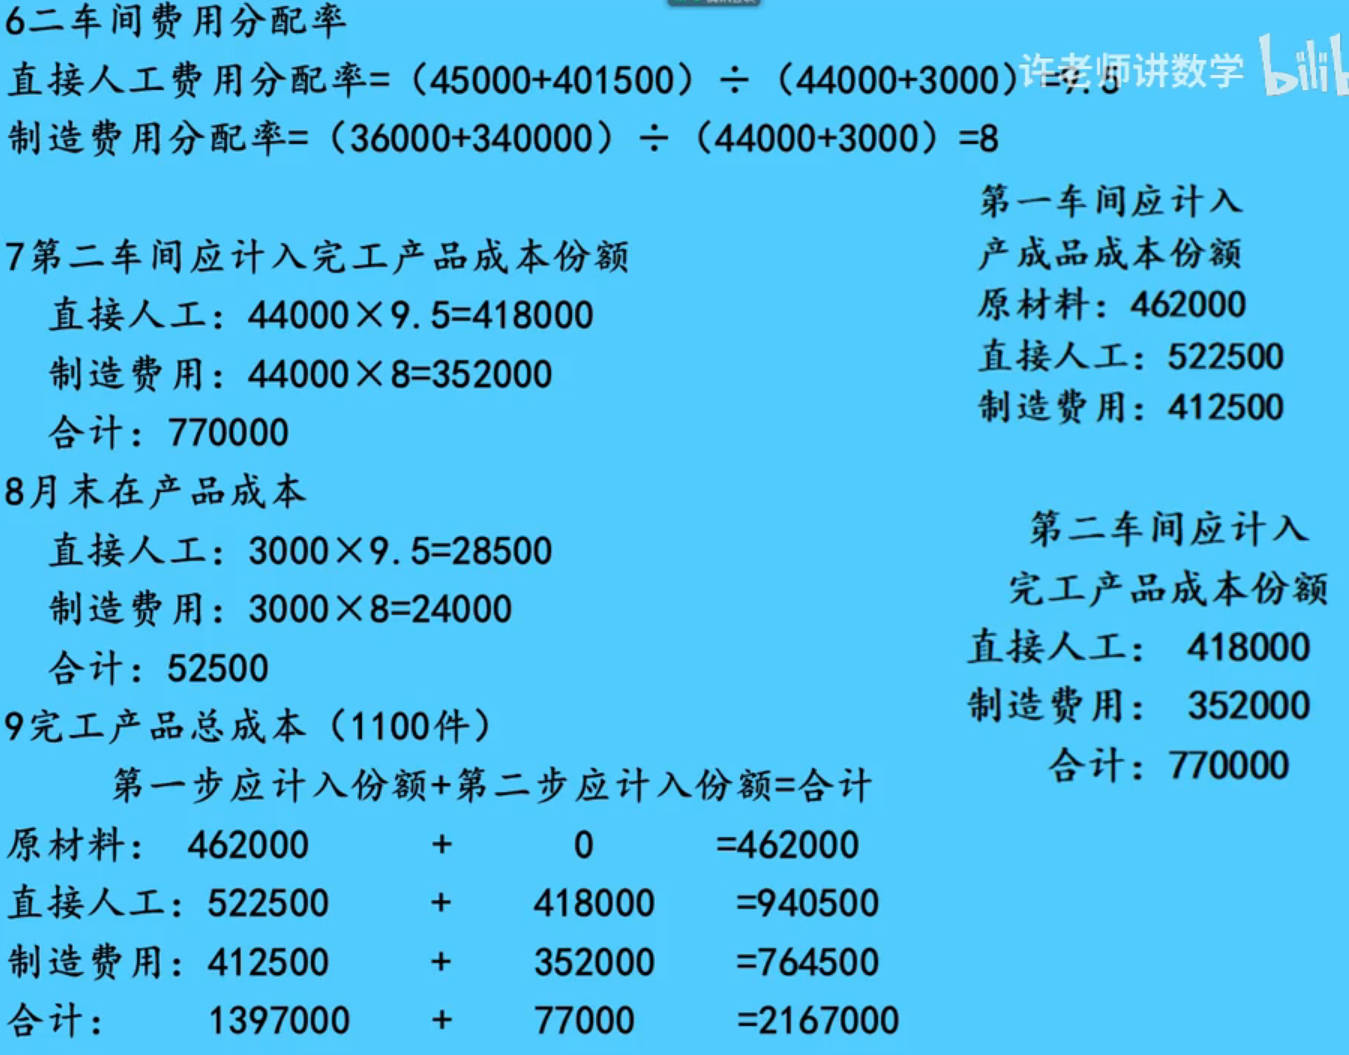 6二车间费用分配率
直接人工费用分配率=（45000+401500）÷（44000+3000）=9.5
许老师讲数学
制造费用分配率=（36000+340000）÷（44000+3000）=8
7第二车间应计入完工产品成本份额
直接人工：44000×9.5=418000
制造费用：44000×8=352000
合计：770000
8月末在产品成本
直接人工：3000×9.5=28500
制造费用：3000×8=24000
合计：52500
第一车间应计入
产成品成本份额
原材料：462000
直接人工：522500
制造费用：412500
第二车间应计入
完工产品成本份额
直接人工： 418000
制造费用： 352000
合计：770000
9完工产品总成本（1100件）
第一步应计入份额+第二步应计入份额=合计
原材料： 462000 + 0 =462000
直接人工：522500 + 418000 =940500
制造费用：412500 + 352000 =764500
合计： 1397000 + 77000 =2167000